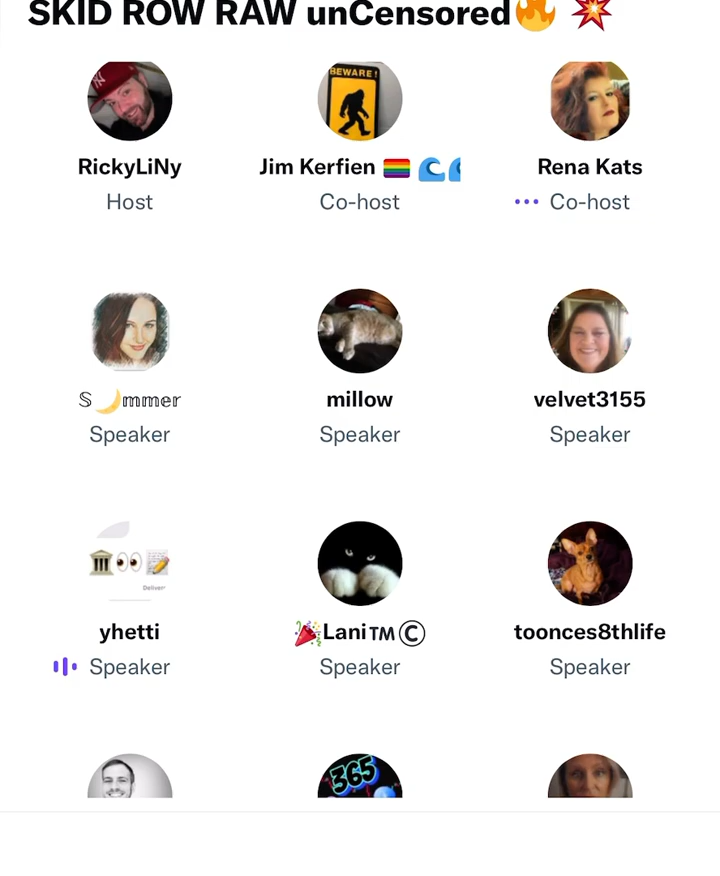 SKID ROW RAW unCensored🔥 💥
BEWARE!
RickyLiNy
Jim Kerfien 🏳️‍🌈 🌊🌊
Rena Kats
Host
Co-host
Co-host
𝕊🌙𝕞𝕞𝕖𝕣
millow
velvet3155
Speaker
Speaker
Speaker
🏛️👀📝
Deliver
yhetti
🎉Lani™️©️
toonces8thlife
Speaker
Speaker
Speaker
365